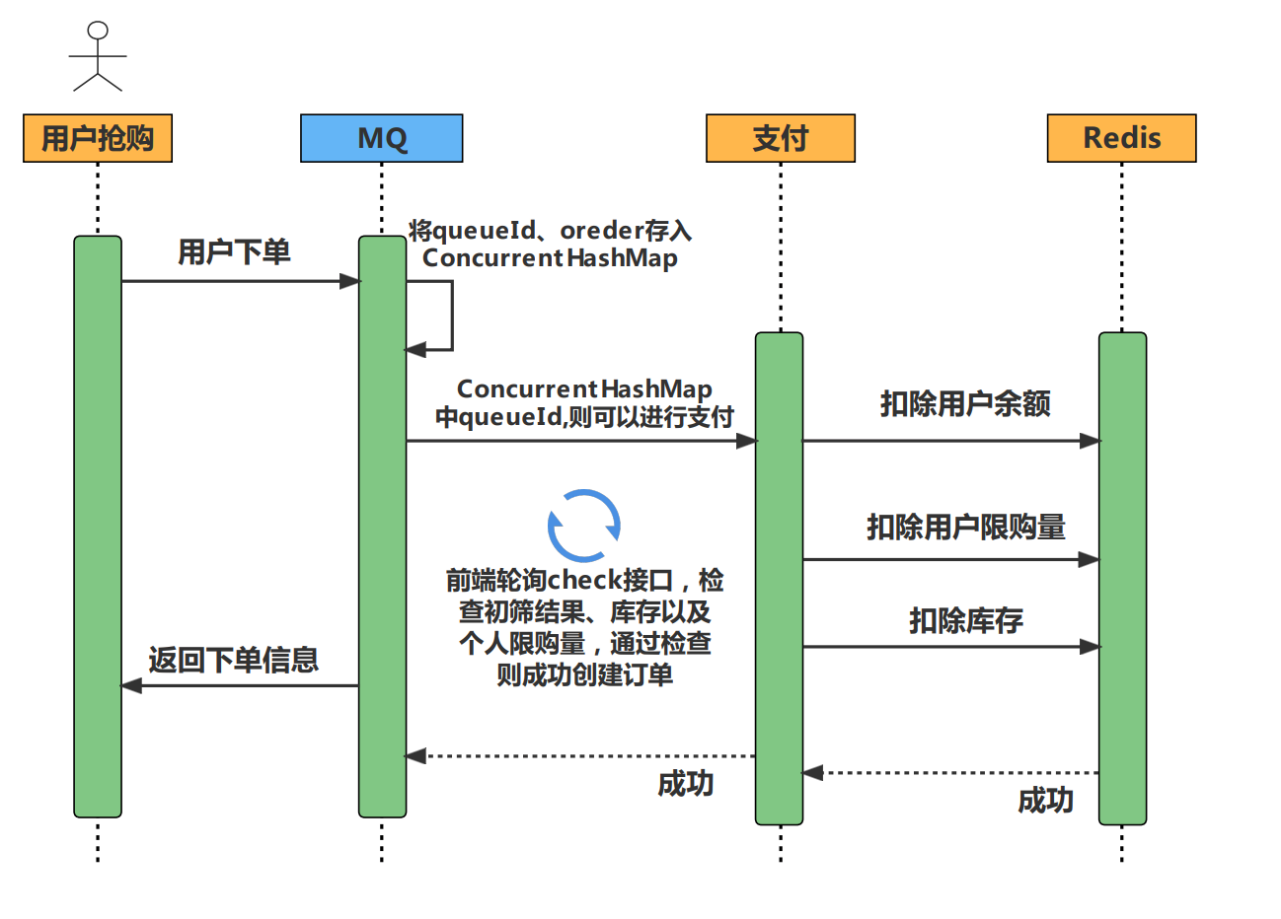 用户抢购
MQ
支付
Redis
将queueId、oreder存入
ConcurrentHashMap
用户下单
ConcurrentHashMap
中queueId,则可以进行支付
扣除用户余额
扣除用户限购量
前端轮询check接口，检
查初筛结果、库存以及
个人限购量，通过检查
则成功创建订单
扣除库存
返回下单信息
成功
成功